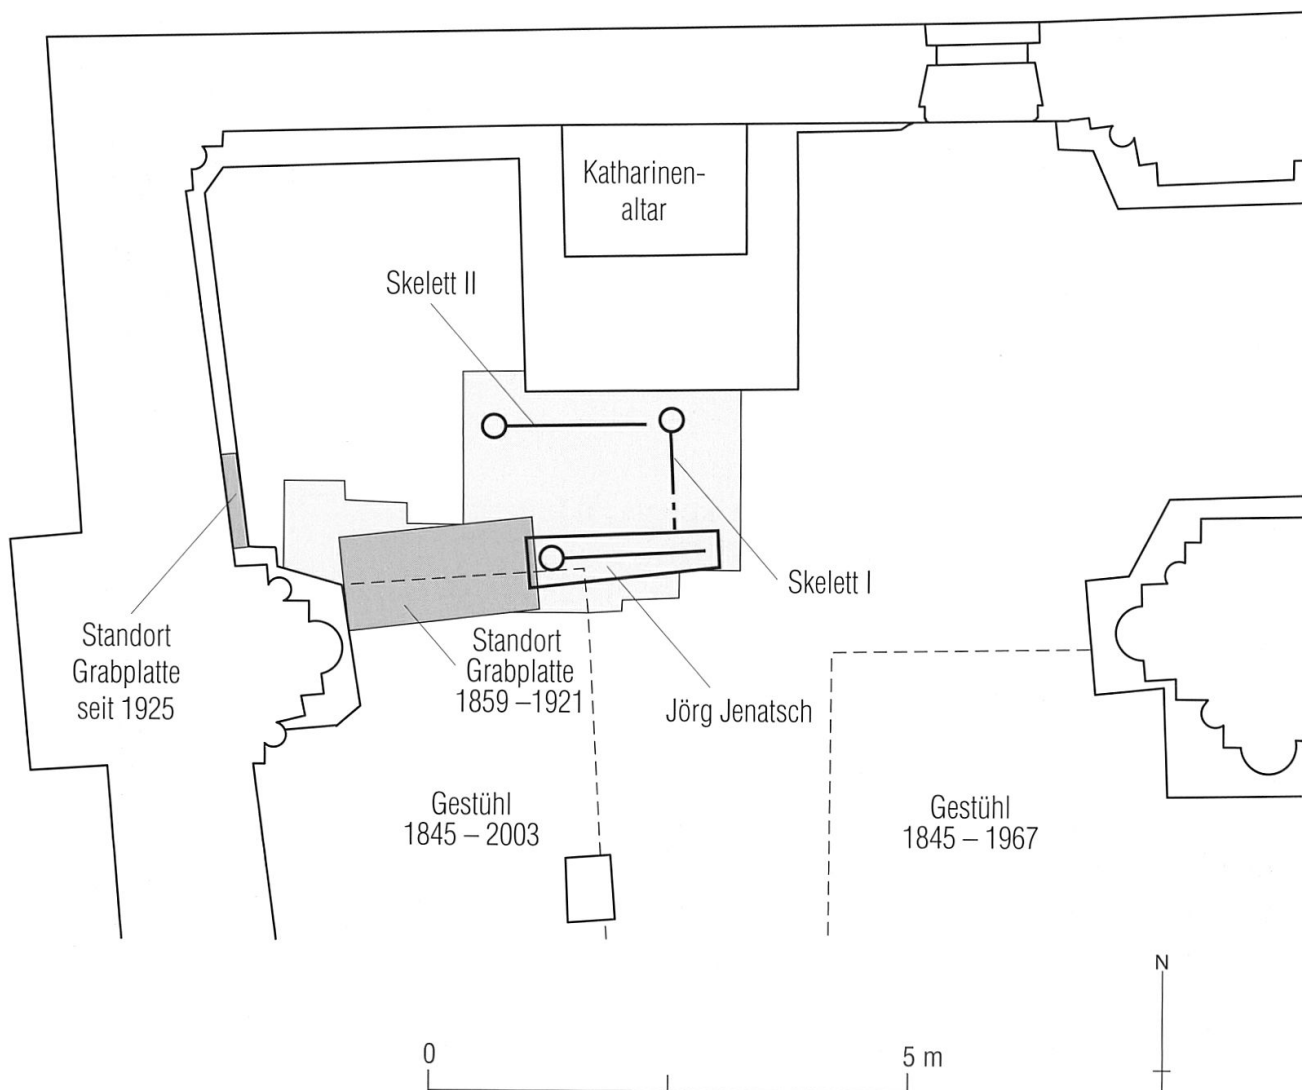 Katharinen-
altar
Skelett II
Skelett I
Standort
Grabplatte
seit 1925
Standort
Grabplatte
1859 – 1921
Jörg Jenatsch
Gestühl
1845 – 2003
Gestühl
1845 – 1967
N
0
5 m